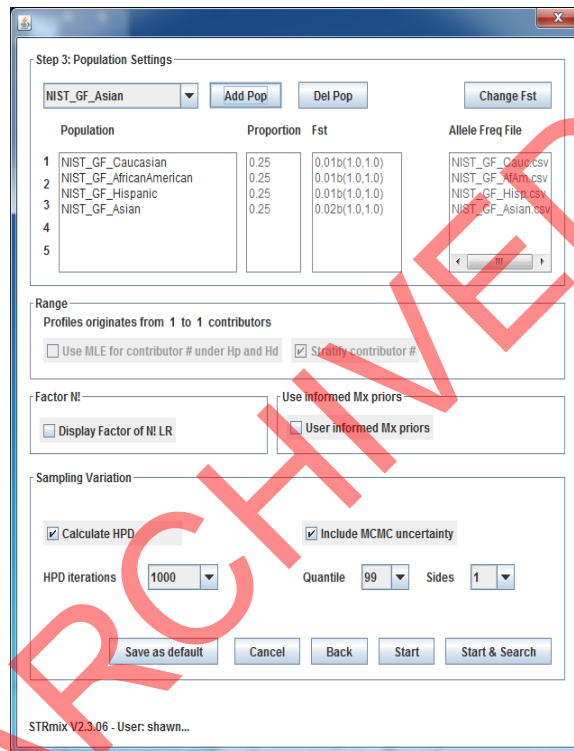 X
Step 3: Population Settings
NIST_GF_Asian Add Pop Del Pop Change Fst
Population Proportion Fst Allele Freq File
1 NIST_GF_Caucasian 0.25 0.01b(1.0,1.0) NIST_GF_Cauc.csv
2 NIST_GF_AfricanAmerican 0.25 0.01b(1.0,1.0) NIST_GF_AfAm.csv
3 NIST_GF_Hispanic 0.25 0.01b(1.0,1.0) NIST_GF_Hisp.csv
4 NIST_GF_Asian 0.25 0.02b(1.0,1.0) NIST_GF_Asian.csv
5
Range
Profiles originates from 1 to 1 contributors
Use MLE for contributor # under Hp and Hd Stratify contributor #
Factor N! Use informed Mx priors
Display Factor of N! LR User informed Mx priors
Sampling Variation
Calculate HPD Include MCMC uncertainty
HPD iterations 1000 Quantile 99 Sides 1
Save as default Cancel Back Start Start & Search
STRmix V2.3.06 - User: shawn...
ARCHIVED